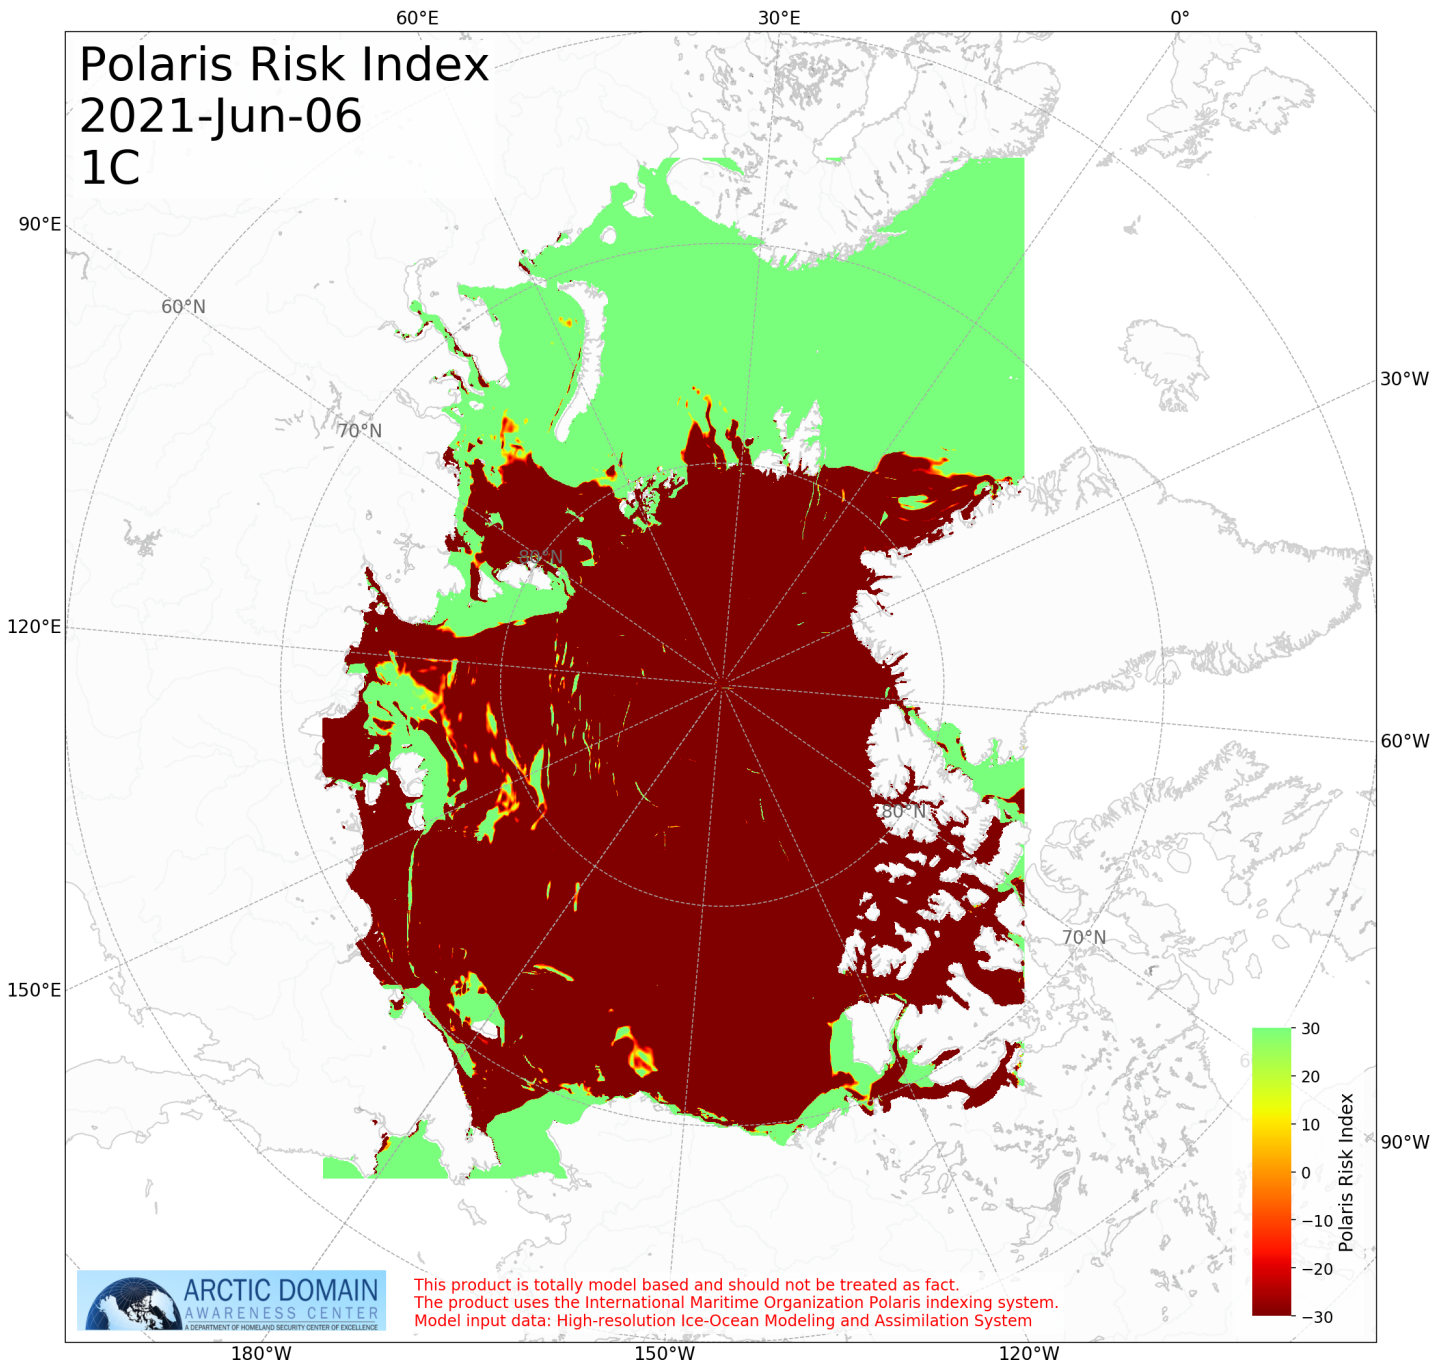 60°E 30°E 0°
Polaris Risk Index
2021-Jun-06
1C
90°E
60°N
30°W
70°N
80°N
120°E
60°W
80°N
70°N
150°E
30
20
10
0
−10
−20
−30
Polaris Risk Index
90°W
ARCTIC DOMAIN
AWARENESS CENTER
A DEPARTMENT OF HOMELAND SECURITY CENTER OF EXCELLENCE
This product is totally model based and should not be treated as fact.
The product uses the International Maritime Organization Polaris indexing system.
Model input data: High-resolution Ice-Ocean Modeling and Assimilation System
180°W 150°W 120°W